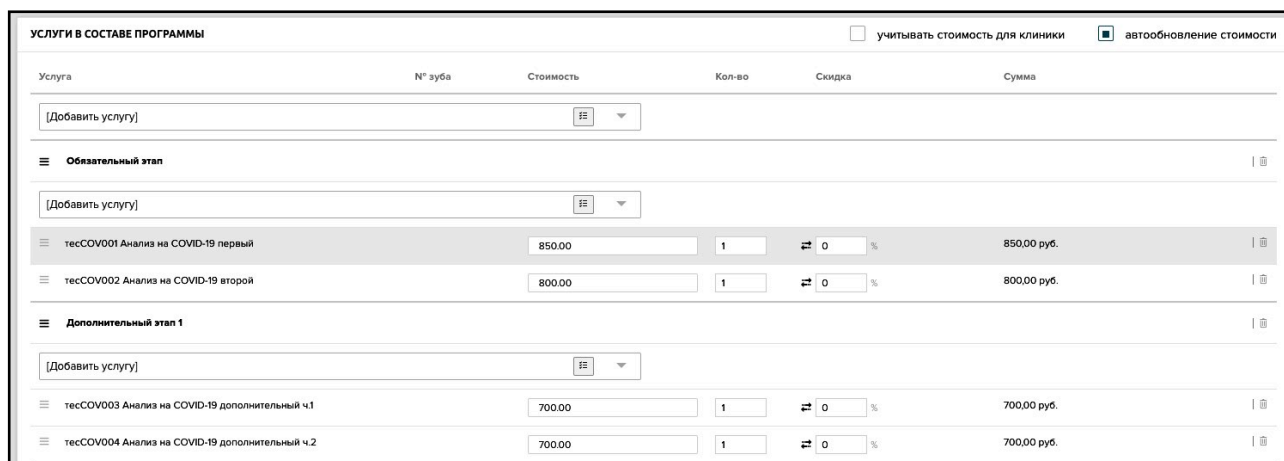 УСЛУГИ В СОСТАВЕ ПРОГРАММЫ учитывать стоимость для клиники автообновление стоимости
Услуга № зуба Стоимость Кол-во Скидка Сумма
[Добавить услугу]
Обязательный этап
[Добавить услугу]
тесCOV001 Анализ на COVID-19 первый 850.00 1 0 % 850,00 руб.
тесCOV002 Анализ на COVID-19 второй 800.00 1 0 % 800,00 руб.
Дополнительный этап 1
[Добавить услугу]
тесCOV003 Анализ на COVID-19 дополнительный ч.1 700.00 1 0 % 700,00 руб.
тесCOV004 Анализ на COVID-19 дополнительный ч.2 700.00 1 0 % 700,00 руб.